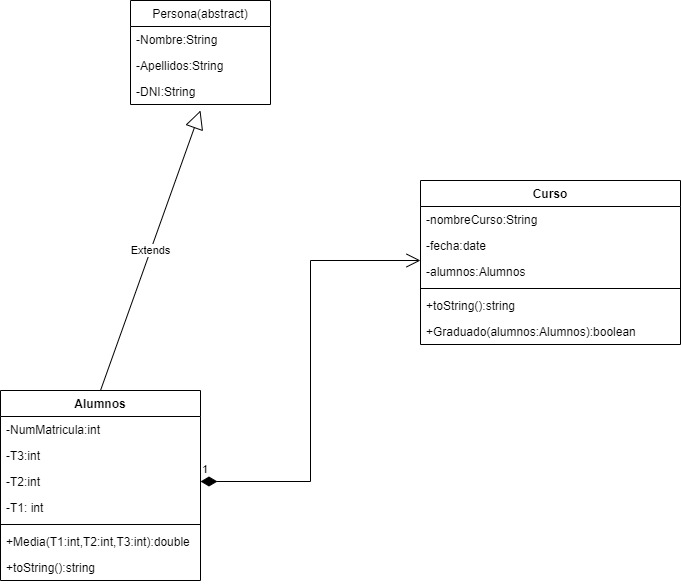 Persona(abstract)
-Nombre:String
-Apellidos:String
-DNI:String
Extends
Curso
-nombreCurso:String
-fecha:date
-alumnos:Alumnos
+toString():string
+Graduado(alumnos:Alumnos):boolean
Alumnos
-NumMatricula:int
-T3:int
-T2:int
-T1: int
+Media(T1:int,T2:int,T3:int):double
+toString():string
1